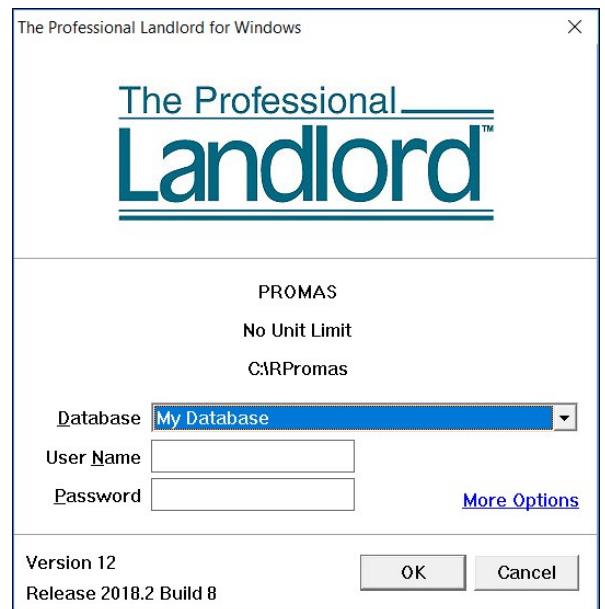 The Professional Landlord for Windows
The Professional
Landlord™
PROMAS
No Unit Limit
C:\RPromas
Database My Database
User Name
Password
More Options
Version 12
OK Cancel
Release 2018.2 Build 8